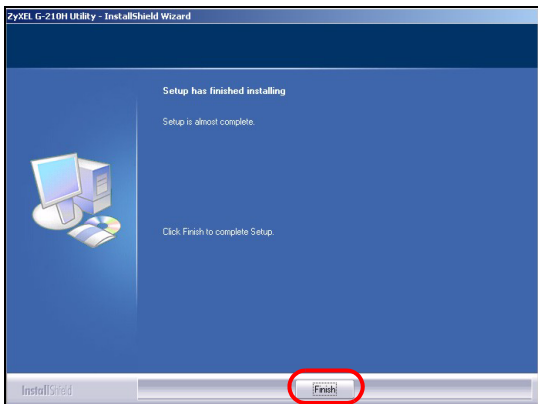 ZyXEL G-210H Utility - InstallShield Wizard
Setup has finished installing
Setup is almost complete.
Click Finish to complete Setup.
InstallShield
Finish